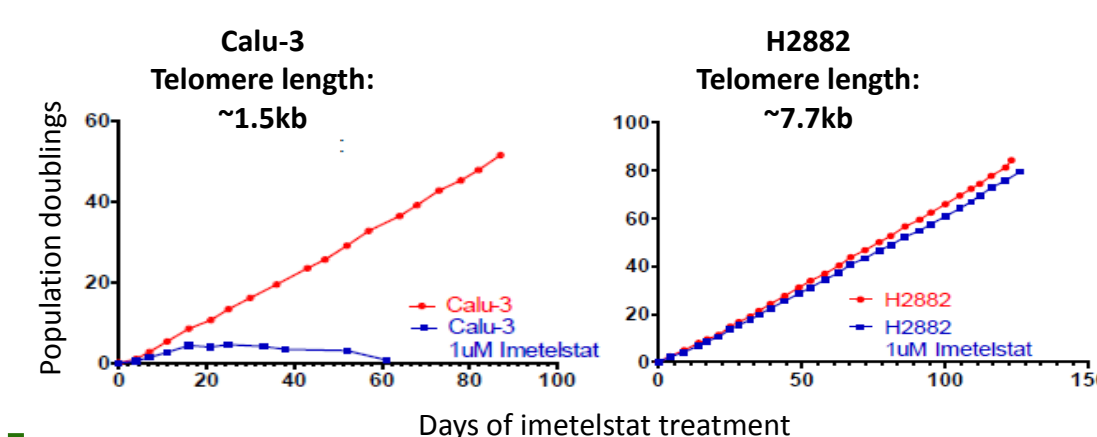 Calu-3
Telomere length:
~1.5kb
H2882
Telomere length:
~7.7kb
Population doublings
60
40
20
0
0 20 40 60 80 100
Calu-3
Calu-3
1uM Imetelstat
100
80
60
40
20
0
0 50 100 15
H2882
H2882
1uM Imetelstat
Days of imetelstat treatment